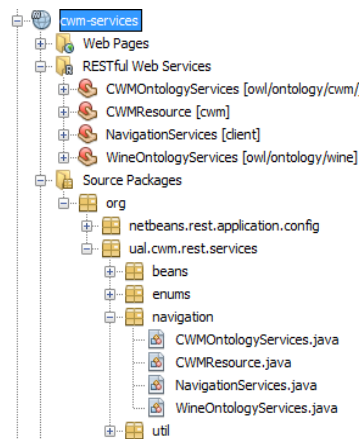 cwm-services
Web Pages
RESTful Web Services
CWMOntologyServices [owl/ontology/cwm/
CWMResource [cwm]
NavigationServices [client]
WineOntologyServices [owl/ontology/wine]
Source Packages
org
netbeans.rest.application.config
ual.cwm.rest.services
beans
enums
navigation
CWMOntologyServices.java
CWMResource.java
NavigationServices.java
WineOntologyServices.java
util